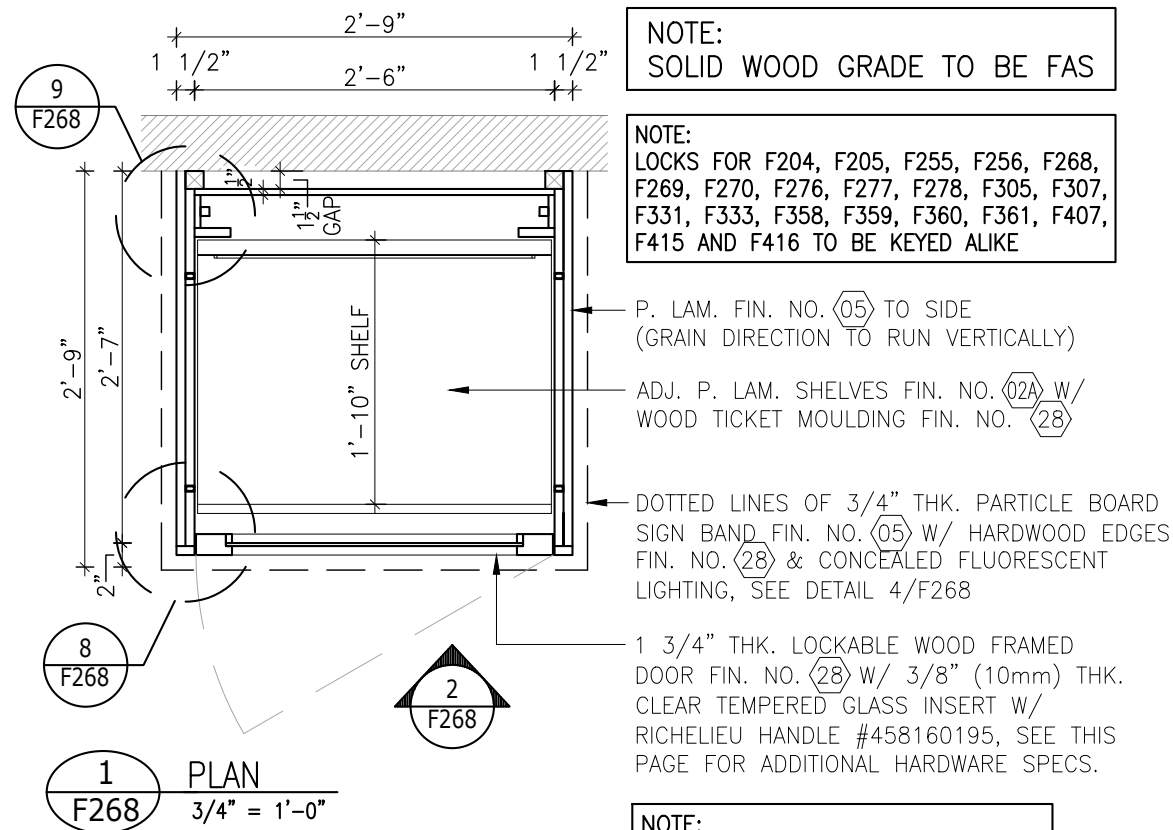 2'-9"
1 1/2"
2'-6"
1 1/2"
9
F268
1/2"
1 1/2"
GAP
2'-9"
2'-7"
1'-10" SHELF
2"
8
F268
2
F268
1
F268
PLAN
3/4" = 1'-0"
NOTE:
SOLID WOOD GRADE TO BE FAS
NOTE:
LOCKS FOR F204, F205, F255, F256, F268,
F269, F270, F276, F277, F278, F305, F307,
F331, F333, F358, F359, F360, F361, F407,
F415 AND F416 TO BE KEYED ALIKE
P. LAM. FIN. NO. 05 TO SIDE
(GRAIN DIRECTION TO RUN VERTICALLY)
ADJ. P. LAM. SHELVES FIN. NO. 02A W/
WOOD TICKET MOULDING FIN. NO. 28
DOTTED LINES OF 3/4" THK. PARTICLE BOARD
SIGN BAND FIN. NO. 05 W/ HARDWOOD EDGES
FIN. NO. 28 & CONCEALED FLUORESCENT
LIGHTING, SEE DETAIL 4/F268
1 3/4" THK. LOCKABLE WOOD FRAMED
DOOR FIN. NO. 28 W/ 3/8" (10mm) THK.
CLEAR TEMPERED GLASS INSERT W/
RICHELIEU HANDLE #458160195, SEE THIS
PAGE FOR ADDITIONAL HARDWARE SPECS.
NOTE: